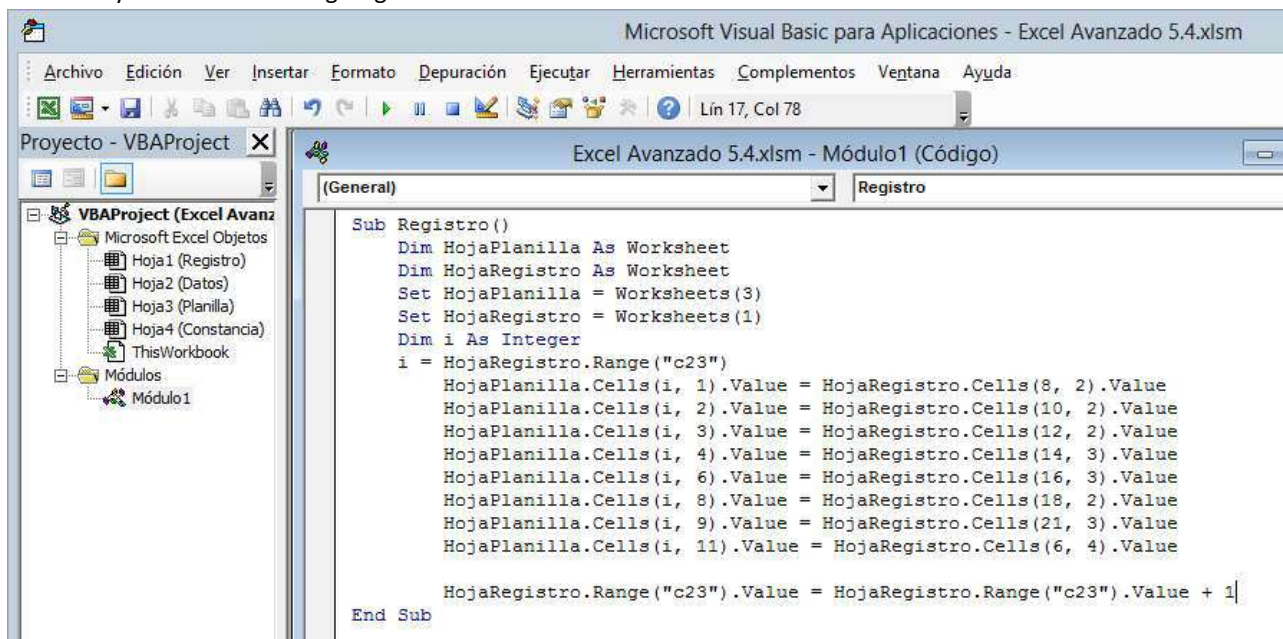 Microsoft Visual Basic para Aplicaciones - Excel Avanzado 5.4.xlsm
Archivo Edición Ver Insertar Formato Depuración Ejecutar Herramientas Complementos Ventana Ayuda
Lín 17, Col 78
Proyecto - VBAProject
VBAProject (Excel Avanz
Microsoft Excel Objetos
Hoja1 (Registro)
Hoja2 (Datos)
Hoja3 (Planilla)
Hoja4 (Constancia)
ThisWorkbook
Módulos
Módulo1
Excel Avanzado 5.4.xlsm - Módulo1 (Código)
(General) Registro
Sub Registro()
Dim HojaPlanilla As Worksheet
Dim HojaRegistro As Worksheet
Set HojaPlanilla = Worksheets(3)
Set HojaRegistro = Worksheets(1)
Dim i As Integer
i = HojaRegistro.Range("c23")
HojaPlanilla.Cells(i, 1).Value = HojaRegistro.Cells(8, 2).Value
HojaPlanilla.Cells(i, 2).Value = HojaRegistro.Cells(10, 2).Value
HojaPlanilla.Cells(i, 3).Value = HojaRegistro.Cells(12, 2).Value
HojaPlanilla.Cells(i, 4).Value = HojaRegistro.Cells(14, 3).Value
HojaPlanilla.Cells(i, 6).Value = HojaRegistro.Cells(16, 3).Value
HojaPlanilla.Cells(i, 8).Value = HojaRegistro.Cells(18, 2).Value
HojaPlanilla.Cells(i, 9).Value = HojaRegistro.Cells(21, 3).Value
HojaPlanilla.Cells(i, 11).Value = HojaRegistro.Cells(6, 4).Value
HojaRegistro.Range("c23").Value = HojaRegistro.Range("c23").Value + 1
End Sub